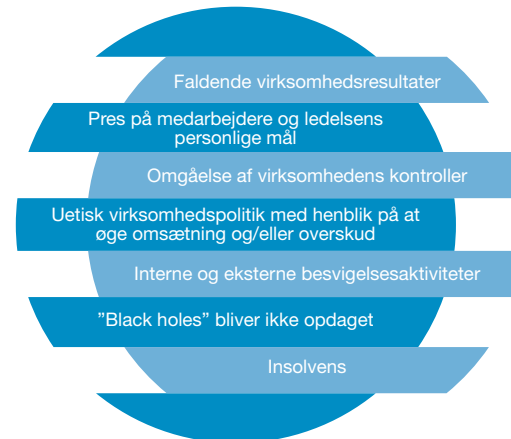 Faldende virksomhedsresultater
Pres på medarbejdere og ledelsens
personlige mål
Omgåelse af virksomhedens kontroller
Uetisk virksomhedspolitik med henblik på at
øge omsætning og/eller overskud
Interne og eksterne besvigelsesaktiviteter
”Black holes” bliver ikke opdaget
Insolvens